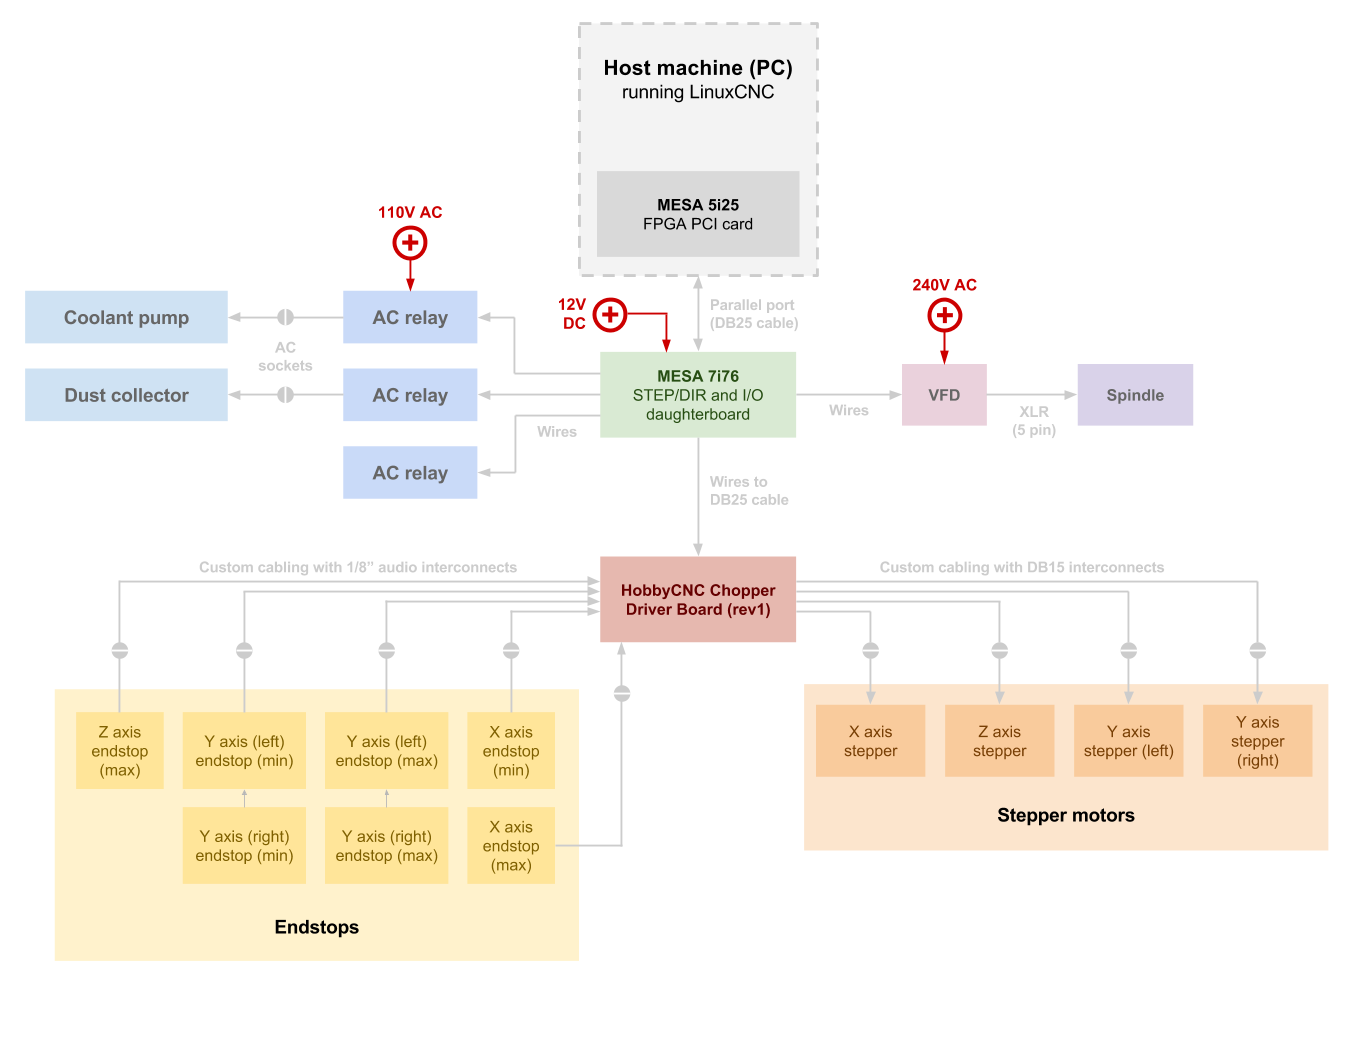 Host machine (PC)
running LinuxCNC
MESA 5i25
FPGA PCI card
110V AC
240V AC
12V
DC
Parallel port
(DB25 cable)
Coolant pump
AC relay
AC
sockets
Dust collector
AC relay
Wires
AC relay
MESA 7i76
STEP/DIR and I/O
daughterboard
Wires
VFD
XLR
(5 pin)
Spindle
Wires to
DB25 cable
Custom cabling with 1/8” audio interconnects
HobbyCNC Chopper
Driver Board (rev1)
Custom cabling with DB15 interconnects
Z axis
endstop
(max)
Y axis (left)
endstop (min)
Y axis (left)
endstop (max)
X axis
endstop
(min)
Y axis (right)
endstop (min)
Y axis (right)
endstop (max)
X axis
endstop
(max)
Endstops
X axis
stepper
Z axis
stepper
Y axis
stepper (left)
Y axis
stepper
(right)
Stepper motors